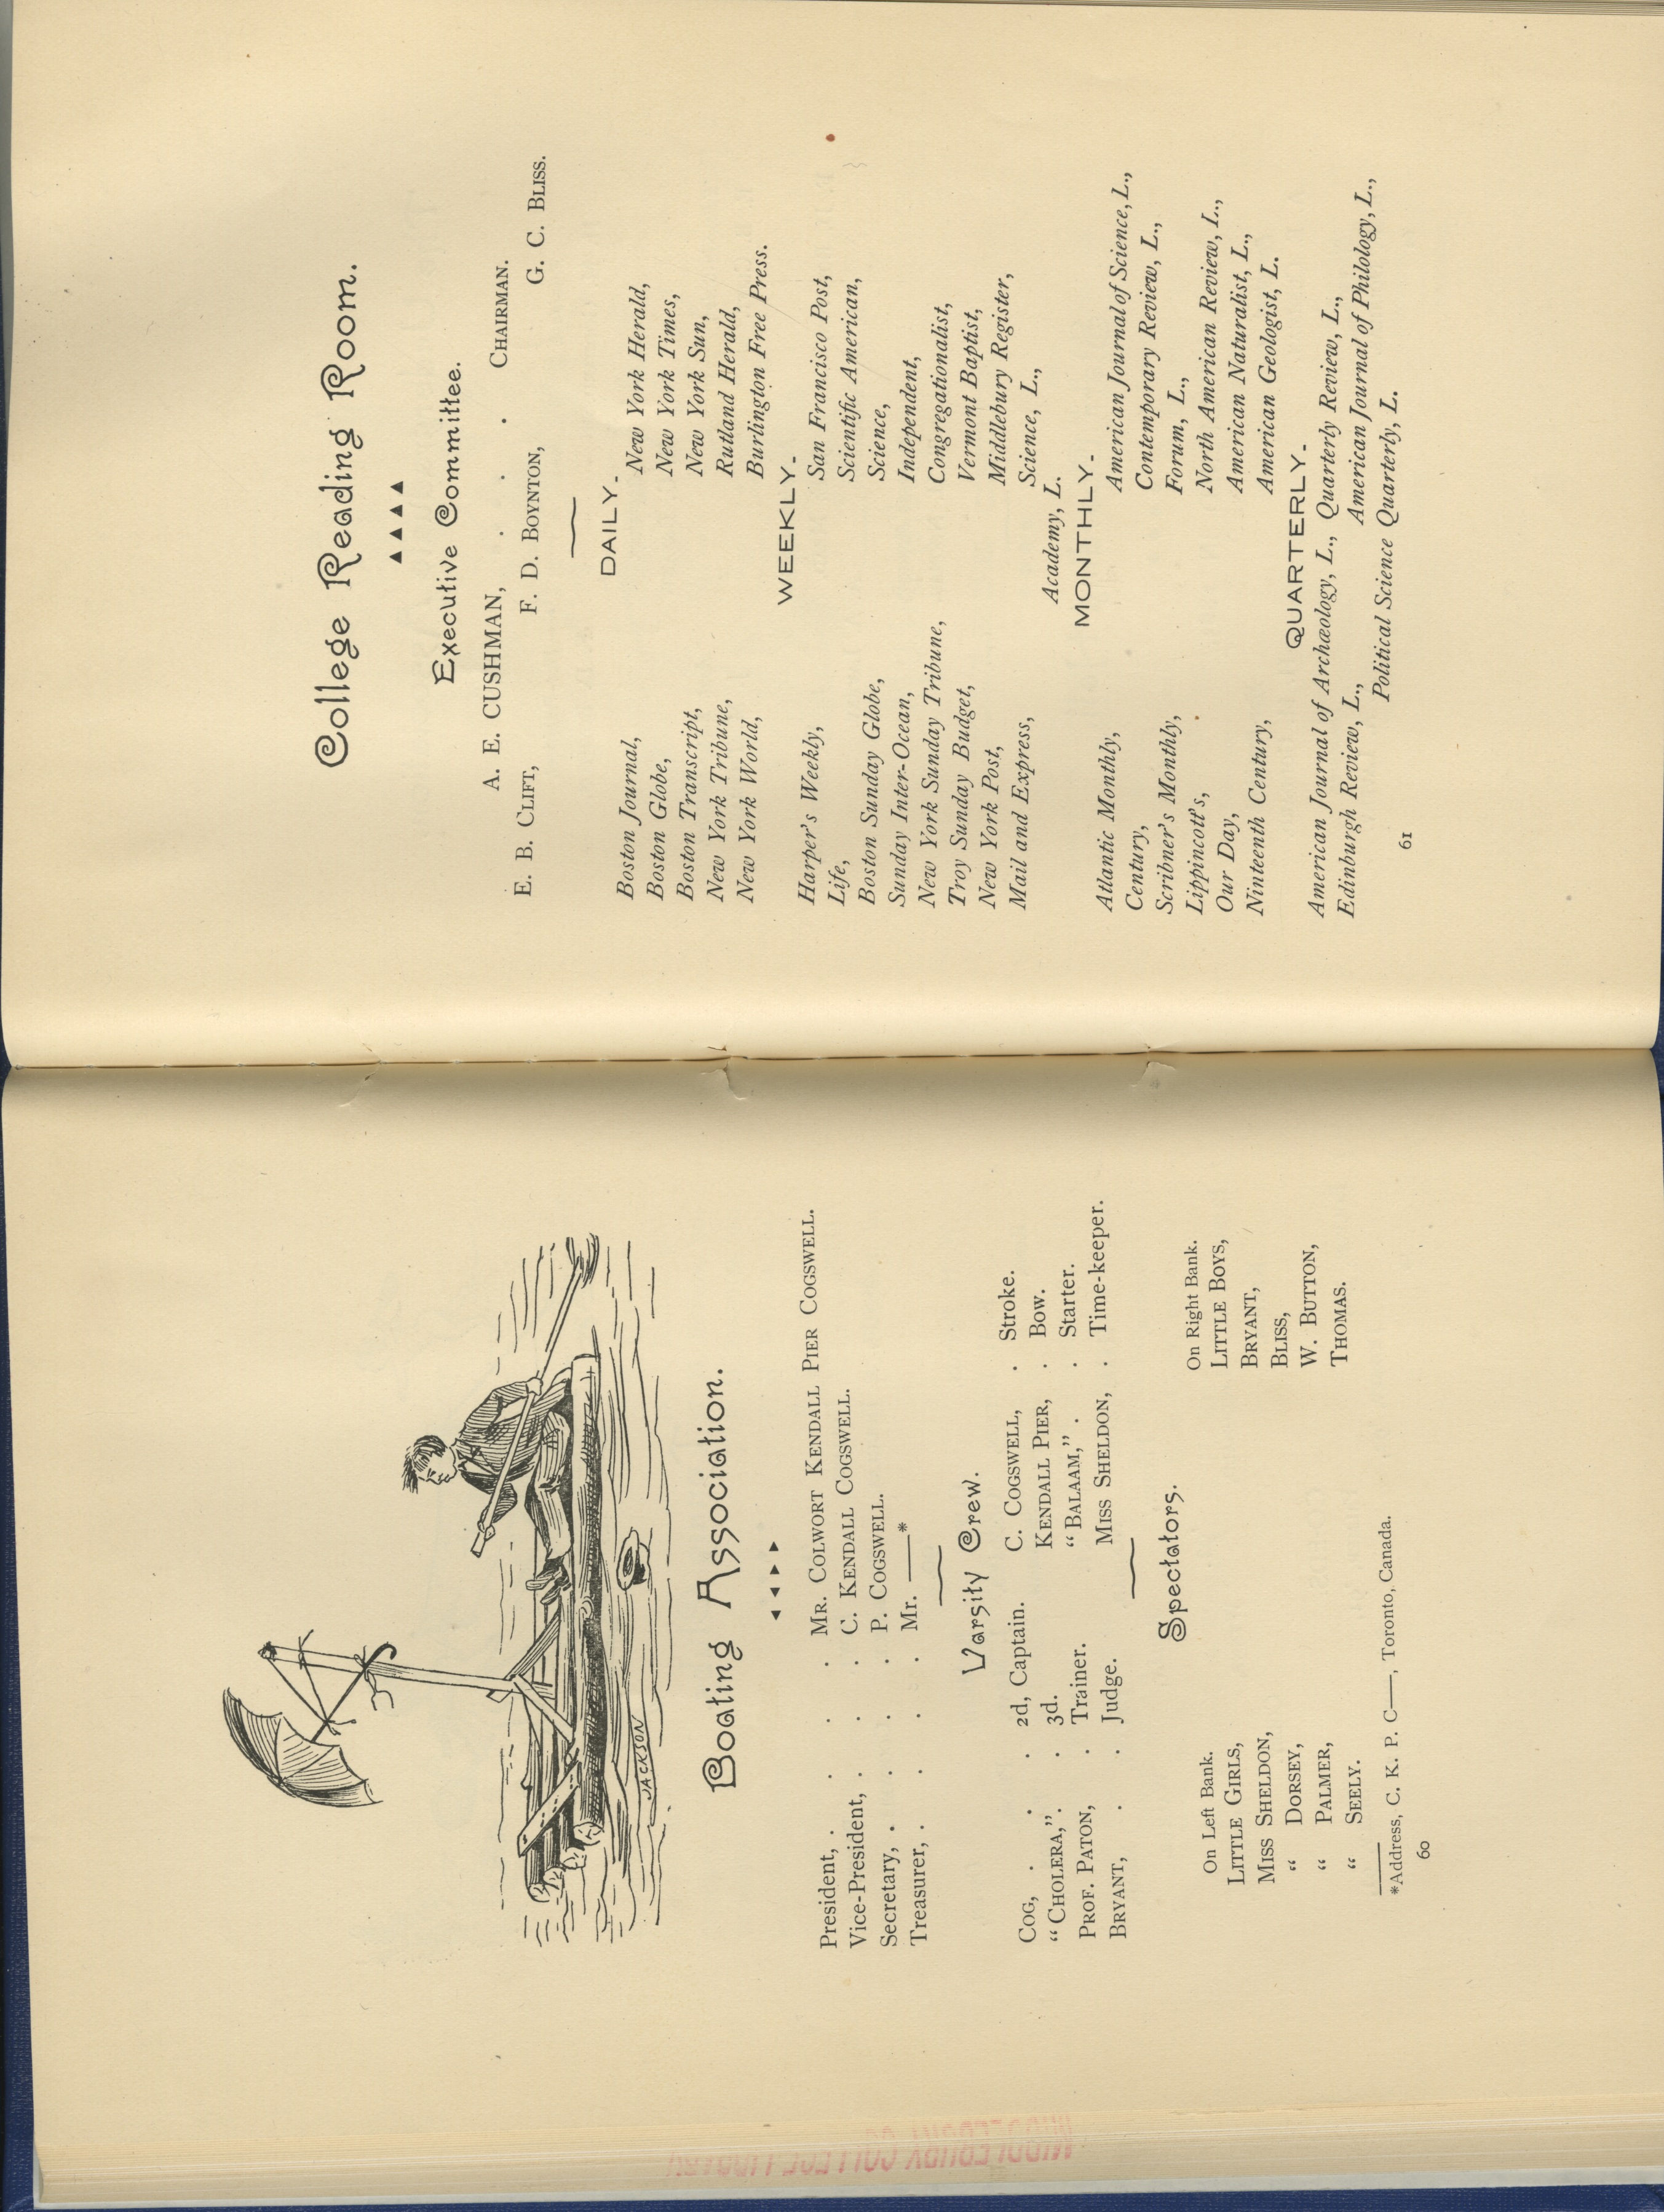 JACKSON
Boating Association.
President, . . . . Mr. Colwort Kendall Pier Cogswell.
Vice-President, . . . C. Kendall Cogswell.
Secretary, . . . . P. Cogswell.
Treasurer, . . . . Mr. ——*
Varsity Crew.
Cog, . . . 2d, Captain. C. Cogswell, . Stroke.
“Cholera,” . . 3d. Kendall Pier, . Bow.
Prof. Paton, . Trainer. “Balaam,” . . Starter.
Bryant, . . Judge. Miss Sheldon, . Time-keeper.
Spectators.
On Left Bank. On Right Bank.
Little Girls, Little Boys,
Miss Sheldon, Bryant,
“ Dorsey, Bliss,
“ Palmer, W. Button,
“ Seely. Thomas.
*Address, C. K. P. C——, Toronto, Canada.
60
College Reading Room.
Executive Committee.
A. E. CUSHMAN, . . . Chairman.
E. B. Clift, F. D. Boynton, G. C. Bliss.
DAILY.
Boston Journal, New York Herald,
Boston Globe, New York Times,
Boston Transcript, New York Sun,
New York Tribune, Rutland Herald,
New York World, Burlington Free Press.
WEEKLY.
Harper's Weekly, San Francisco Post,
Life, Scientific American,
Boston Sunday Globe, Science,
Sunday Inter-Ocean, Independent,
New York Sunday Tribune, Congregationalist,
Troy Sunday Budget, Vermont Baptist,
New York Post, Middlebury Register,
Mail and Express, Science, L.,
Academy, L.
MONTHLY.
Atlantic Monthly, American Journal of Science, L.,
Century, Contemporary Review, L.,
Scribner's Monthly, Forum, L.,
Lippincott's, North American Review, L.,
Our Day, American Naturalist, L.,
Ninteenth Century, American Geologist, L.
QUARTERLY.
American Journal of Archæology, L., Quarterly Review, L.,
Edinburgh Review, L., American Journal of Philology, L.,
Political Science Quarterly, L.
61
MIDDLEBURY COLLEGE LIBRARY